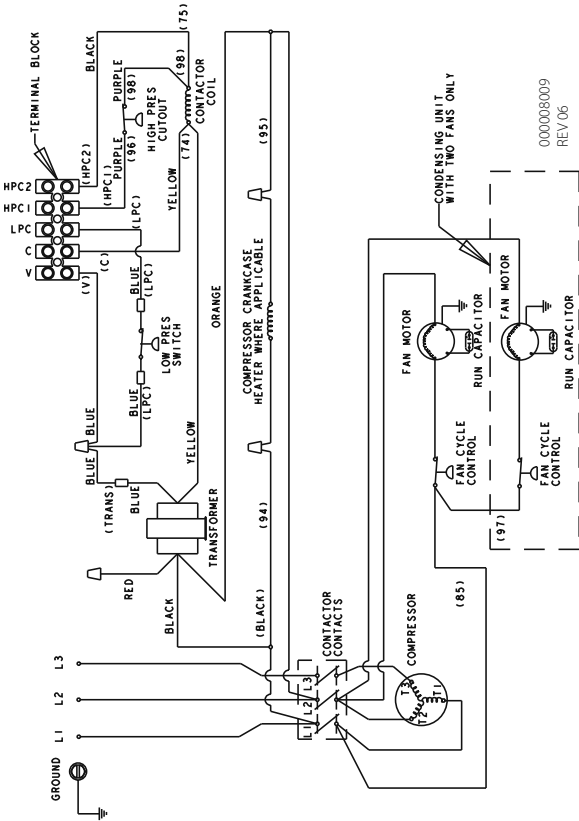 TERMINAL BLOCK
HPC2
HPC1
LPC
C
V
(HPC2)
(HPC1)
(LPC)
(C)
(V)
BLACK
(75)
PURPLE
(98)
(98)
HIGH PRES
CUTOUT
(96)
PURPLE
CONTACTOR
COIL
(74)
YELLOW
BLUE
(LPC)
LOW PRES
SWITCH
BLUE
(LPC)
BLUE
BLUE
(TRANS)
BLUE
ORANGE
YELLOW
TRANSFORMER
RED
BLACK
(95)
COMPRESSOR CRANKCASE
HEATER WHERE APPLICABLE
(94)
(BLACK)
L3
L2
L1
GROUND
CONTACTOR
CONTACTS
L3
L2
L1
COMPRESSOR
T3
T2
T1
CONDENSING UNIT
WITH TWO FANS ONLY
FAN MOTOR
RUN CAPACITOR
FAN MOTOR
RUN CAPACITOR
FAN CYCLE
CONTROL
FAN CYCLE
CONTROL
(97)
(85)
000008009
REV 06